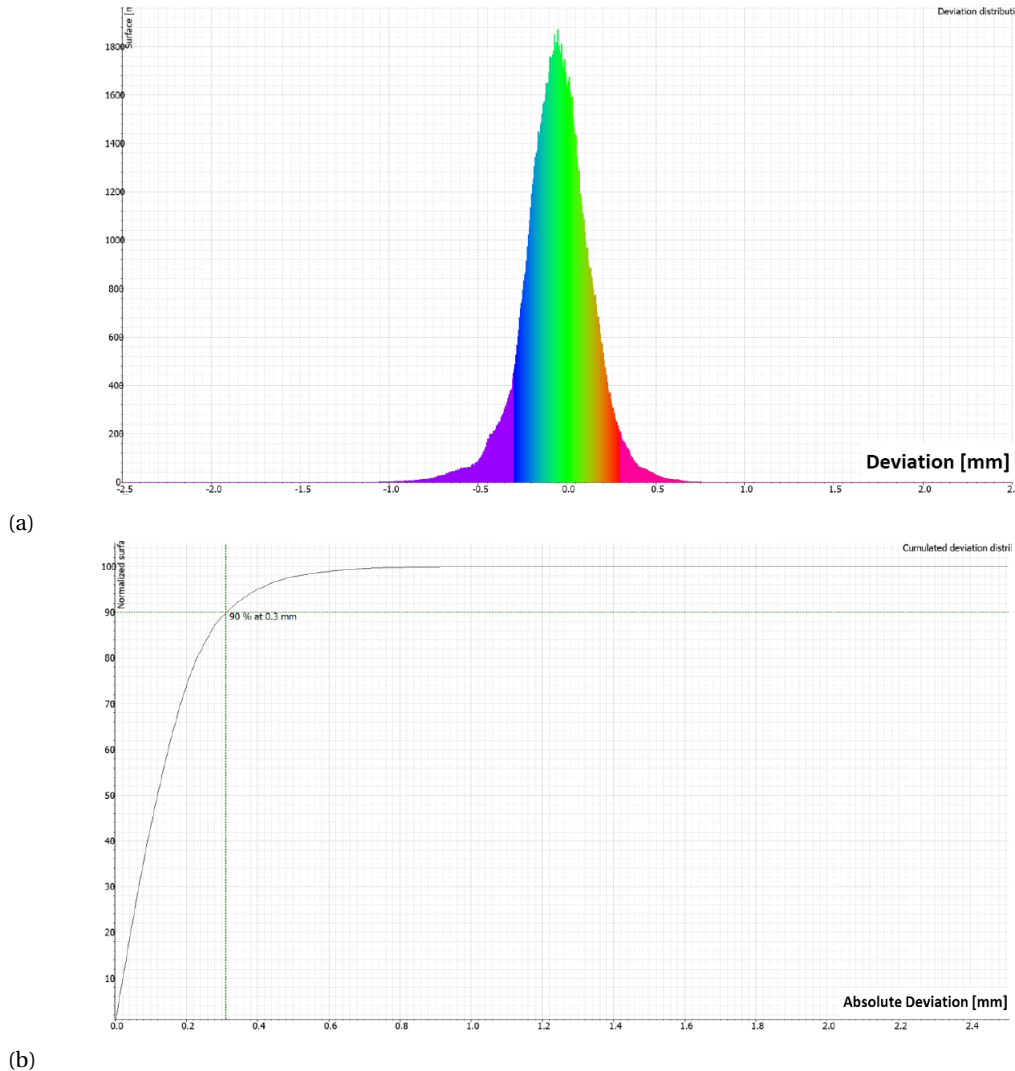 Deviation distributi
Surface [m
1800
1600
1400
1200
1000
800
600
400
200
0
Deviation [mm]
-2.5 -2.0 -1.5 -1.0 -0.5 0.0 0.5 1.0 1.5 2.0 2.
(a)
Cumulated deviation distril
Normalized surfa
100
90
90 % at 0.3 mm
80
70
60
50
40
30
20
10
Absolute Deviation [mm]
0.0 0.2 0.4 0.6 0.8 1.0 1.2 1.4 1.6 1.8 2.0 2.2 2.4
(b)